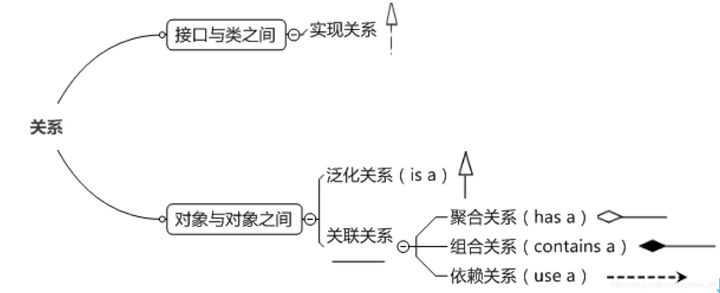 接口与类之间
实现关系
关系
泛化关系（is a）
对象与对象之间
关联关系
聚合关系（has a）
组合关系（contains a）
依赖关系（use a）